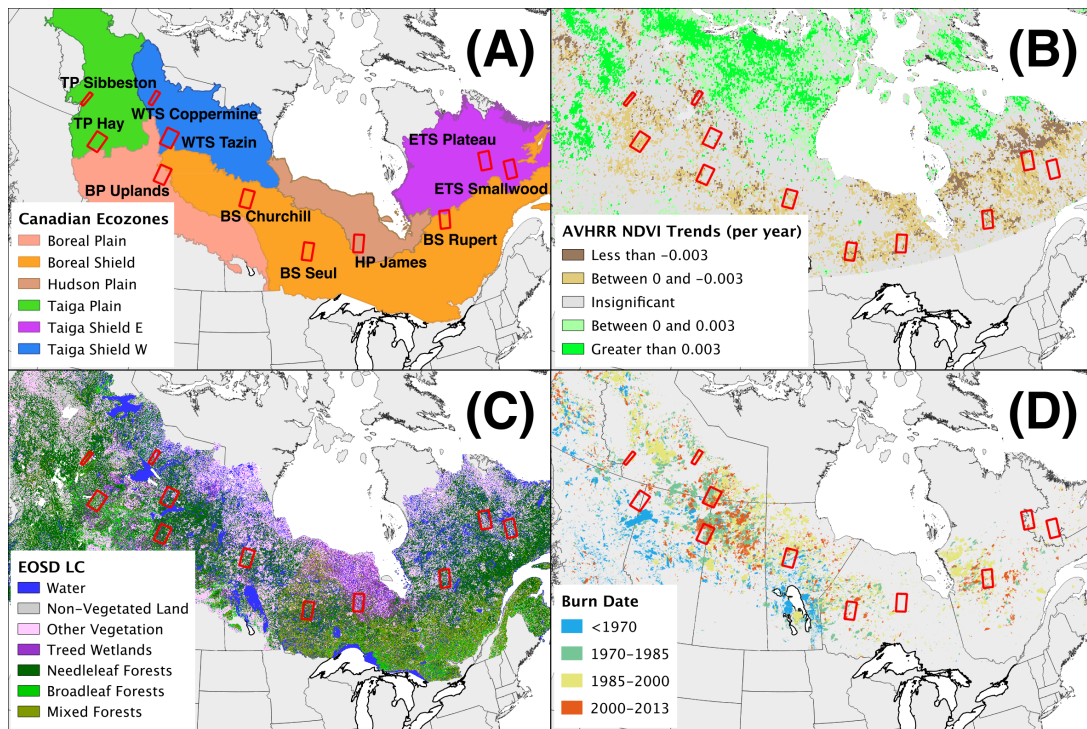 (A)
TP Sibbeston
WTS Coppermine
TP Hay
WTS Tazin
ETS Plateau
BP Uplands
ETS Smallwood
BS Churchill
BS Rupert
HP James
BS Seul
Canadian Ecozones
Boreal Plain
Boreal Shield
Hudson Plain
Taiga Plain
Taiga Shield E
Taiga Shield W
(B)
AVHRR NDVI Trends (per year)
Less than −0.003
Between 0 and −0.003
Insignificant
Between 0 and 0.003
Greater than 0.003
(C)
EOSD LC
Water
Non-Vegetated Land
Other Vegetation
Treed Wetlands
Needleleaf Forests
Broadleaf Forests
Mixed Forests
(D)
Burn Date
<1970
1970−1985
1985−2000
2000−2013